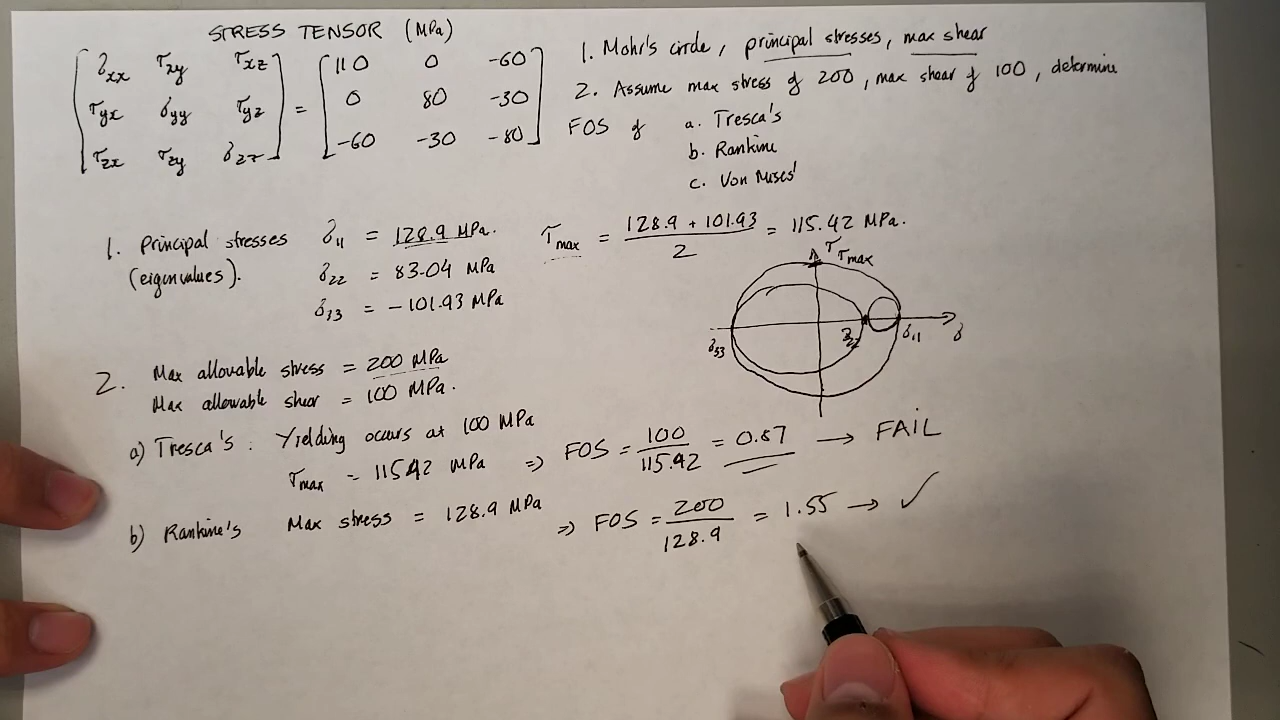 STRESS TENSOR (MPa)
σxx τxy τxz 110 0 -60
τyx σyy τyz = 0 80 -30
τzx τzy σzz -60 -30 -80
1. Mohr's circle, principal stresses, max shear
2. Assume max stress of 200, max shear of 100, determine
FOS of a. Tresca's
b. Rankine
c. Von Mises'
1. Principal stresses σ11 = 128.9 MPa.
(eigenvalues). σ22 = 83.04 MPa
σ33 = -101.93 MPa
τmax = (128.9 + 101.93)/2 = 115.42 MPa.
τ τmax
σ33 σ22 σ11 σ
2. Max allowable stress = 200 MPa
Max allowable shear = 100 MPa.
a) Tresca's: Yielding occurs at 100 MPa
τmax = 115.42 MPa ⇒ FOS = 100/115.42 = 0.87 → FAIL
b) Rankine's Max stress = 128.9 MPa ⇒ FOS = 200/128.9 = 1.55 → ✓